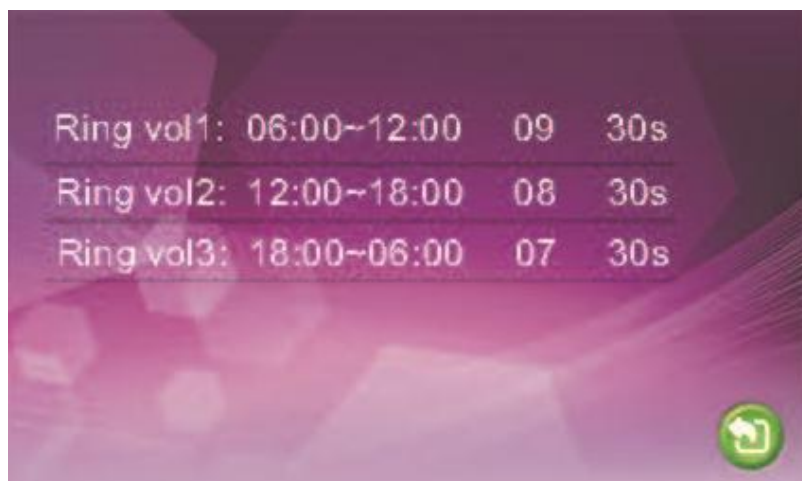 Ring vol1: 06:00~12:00 09 30s
Ring vol2: 12:00~18:00 08 30s
Ring vol3: 18:00~06:00 07 30s